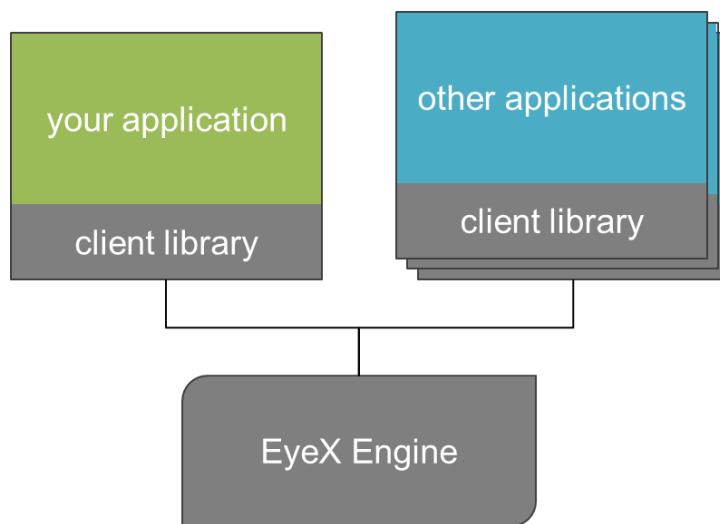 your application
client library
other applications
client library
EyeX Engine